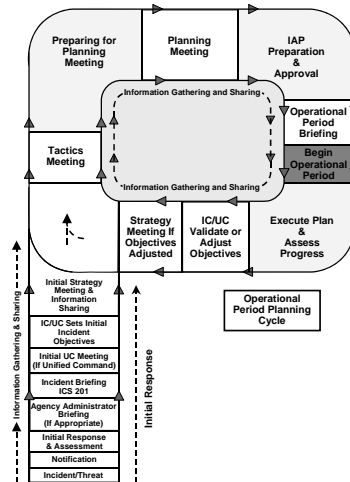 Preparing for
Planning
Meeting
Planning
Meeting
IAP
Preparation
&
Approval
Information Gathering and Sharing
Operational
Period
Briefing
Tactics
Meeting
Begin
Operational
Period
Information Gathering and Sharing
Strategy
Meeting If
Objectives
Adjusted
IC/UC
Validate or
Adjust
Objectives
Execute Plan
&
Assess
Progress
Initial Strategy
Meeting &
Information
Sharing
IC/UC Sets Initial
Incident
Objectives
Initial UC Meeting
(If Unified Command)
Incident Briefing
ICS 201
Agency Administrator
Briefing
(If Appropriate)
Initial Response
& Assessment
Notification
Incident/Threat
Information Gathering & Sharing
Initial Response
Operational
Period Planning
Cycle